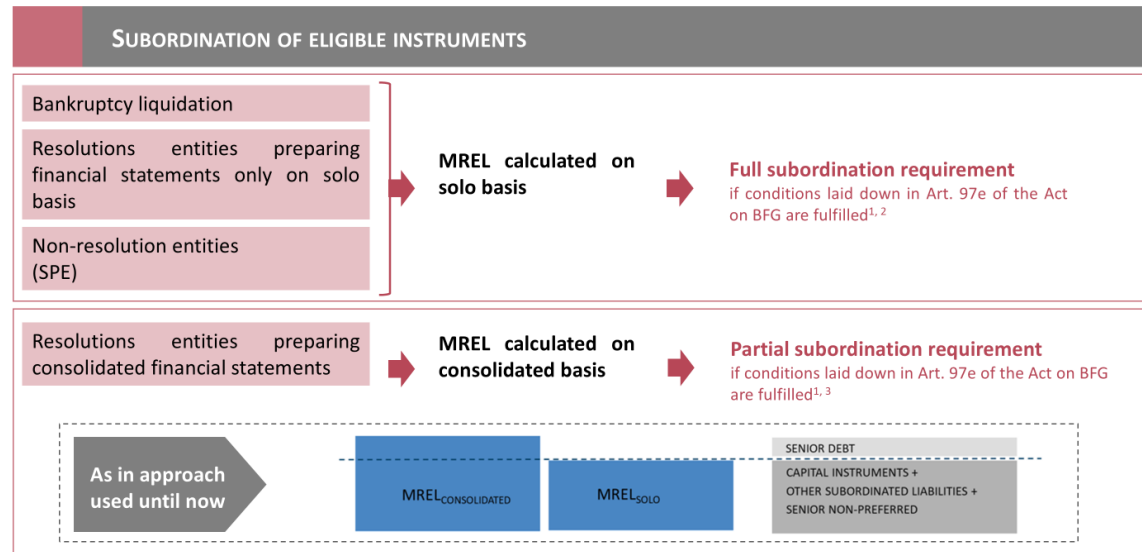 SUBORDINATION OF ELIGIBLE INSTRUMENTS
Bankruptcy liquidation
Resolutions entities preparing
financial statements only on solo
basis
Non-resolution entities
(SPE)
MREL calculated on
solo basis
Full subordination requirement
if conditions laid down in Art. 97e of the Act
on BFG are fulfilled1, 2
Resolutions entities preparing
consolidated financial statements
MREL calculated on
consolidated basis
Partial subordination requirement
if conditions laid down in Art. 97e of the Act on BFG
are fulfilled1, 3
As in approach
used until now
MRELCONSOLIDATED
MRELSOLO
SENIOR DEBT
CAPITAL INSTRUMENTS +
OTHER SUBORDINATED LIABILITIES +
SENIOR NON-PREFERRED